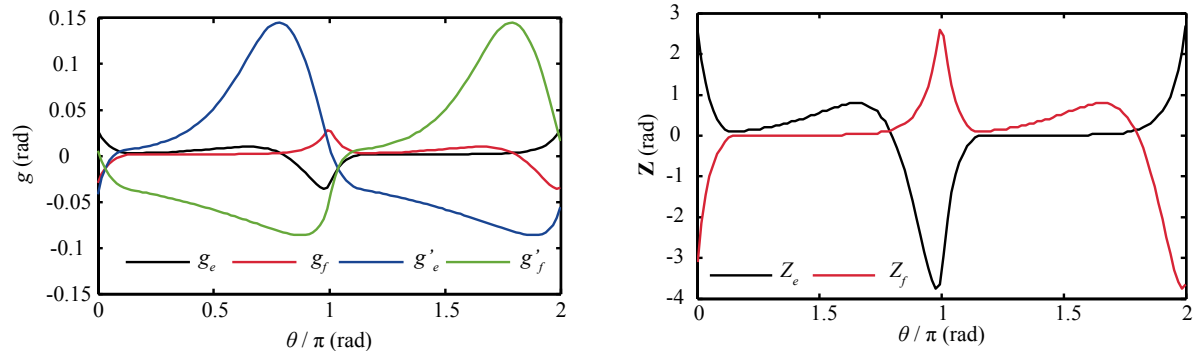 0.15
0.1
0.05
0
-0.05
-0.1
-0.15
g (rad)
g_e g_f g'_e g'_f
0 0.5 1 1.5 2
θ / π (rad)
3
2
1
0
-1
-2
-3
-4
Z (rad)
Z_e Z_f
0 1.5 1 1.5 2
θ / π (rad)